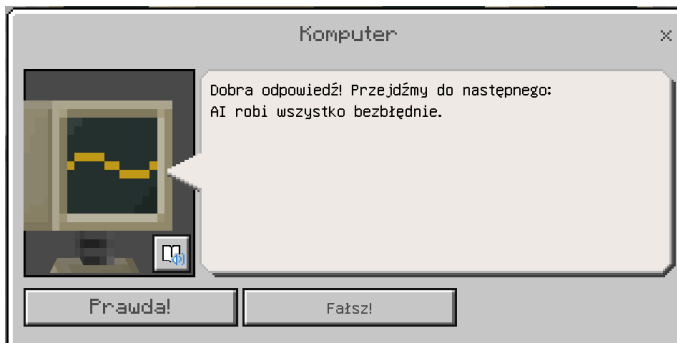 Komputer
x
Dobra odpowiedź! Przejdźmy do następnego:
AI robi wszystko bezbłędnie.
Prawda!
Fałsz!